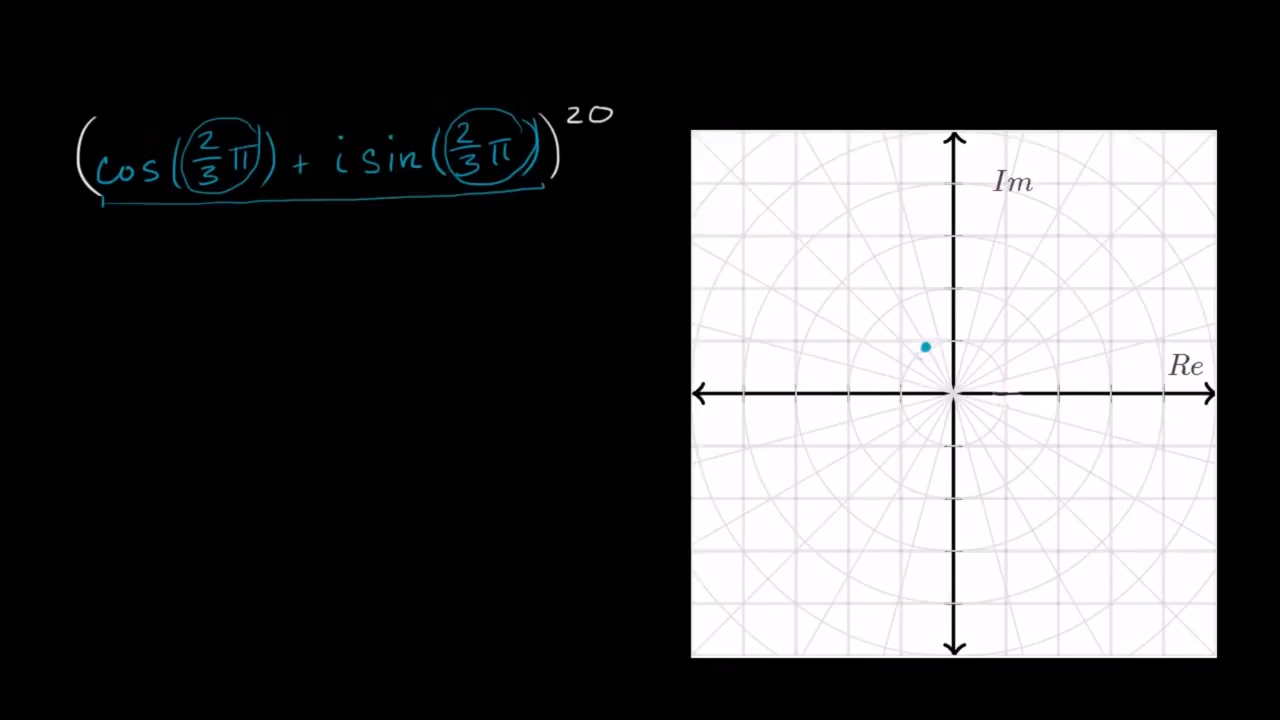 (cos(2/3 π) + i sin(2/3 π))^20
Im
Re